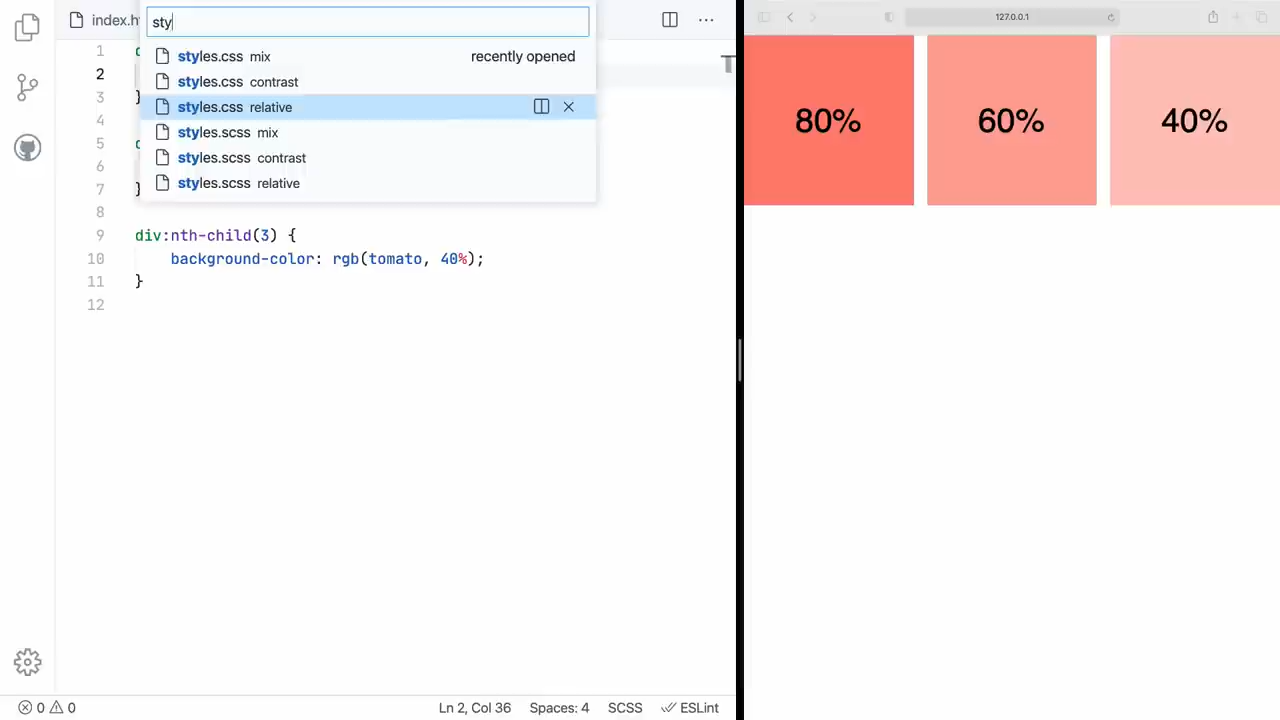 index.h
sty
styles.css mix recently opened
styles.css contrast
styles.css relative
styles.scss mix
styles.scss contrast
styles.scss relative
1
2
3 }
4
5
6
7 }
8
9 div:nth-child(3) {
10 background-color: rgb(tomato, 40%);
11 }
12
0 0
Ln 2, Col 36 Spaces: 4 SCSS ESLint
127.0.0.1
80% 60% 40%